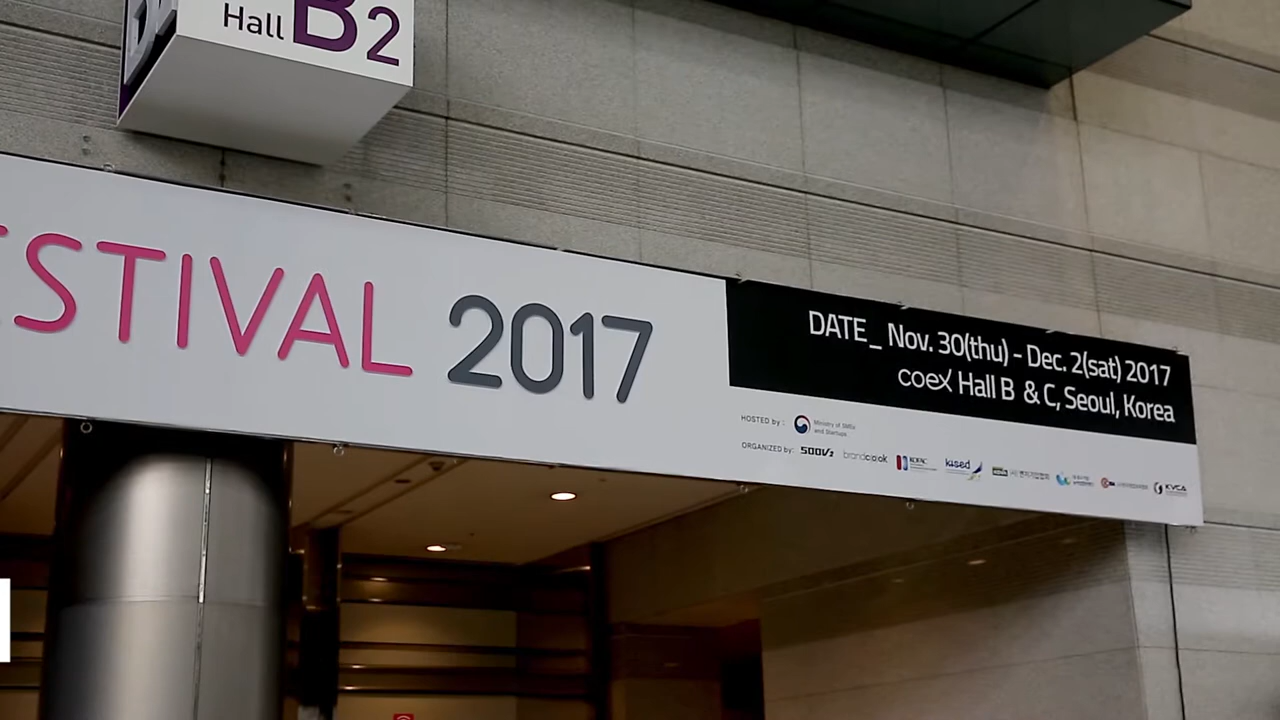 Hall B2
ESTIVAL 2017
DATE_ Nov. 30(thu) - Dec. 2(sat) 2017
coex Hall B & C, Seoul, Korea
HOSTED by : Ministry of SMEs and Startups
ORGANIZED by: brandcook kised KVCA